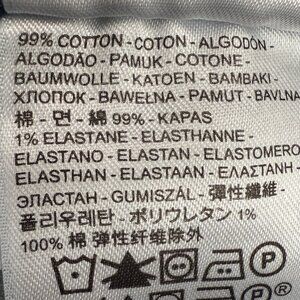 99% COTTON - COTON - ALGODON -
ALGODÃO - PAMUK - COTONE -
BAUMWOLLE - KATOEN - BAMBAKI -
ХЛОПОК - BAWEŁNA - PAMUT - BAVLNA
棉 - 면 - 綿 99% - KAPAS
1% ELASTANE - ELASTHANNE -
ELASTANO - ELASTAN - ELASTOMERO
ELASTHAN - ELASTAAN - ΕΛΑΣΤΑΝΗ -
ЭЛАСТАН - GUMISZÁL - 彈性纖維 -
폴리우레탄 - ポリウレタン 1%
100% 棉 彈性纤维除外
P